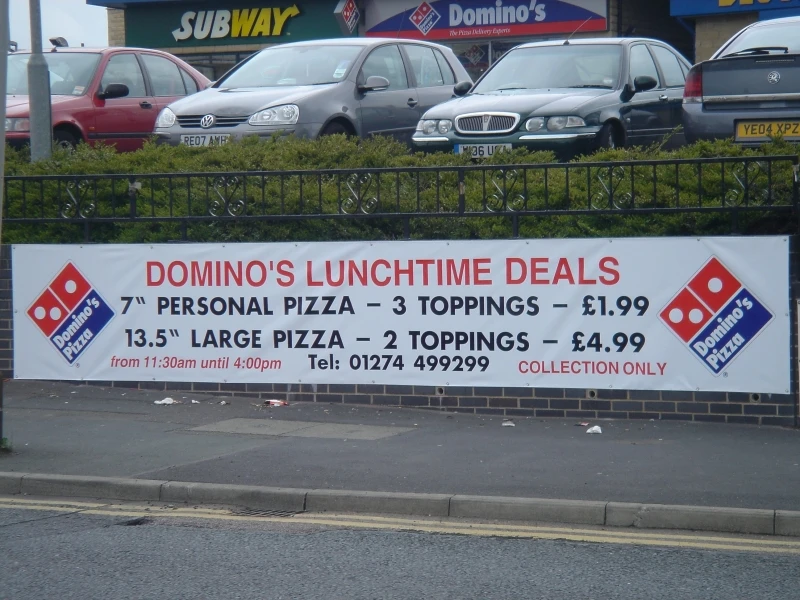 SUBWAY
Domino's
The Pizza Delivery Experts
RE07
YE04 XPZ
DOMINO'S LUNCHTIME DEALS
7" PERSONAL PIZZA – 3 TOPPINGS – £1.99
13.5" LARGE PIZZA – 2 TOPPINGS – £4.99
from 11:30am until 4:00pm Tel: 01274 499299 COLLECTION ONLY
Domino's
Pizza
Domino's
Pizza